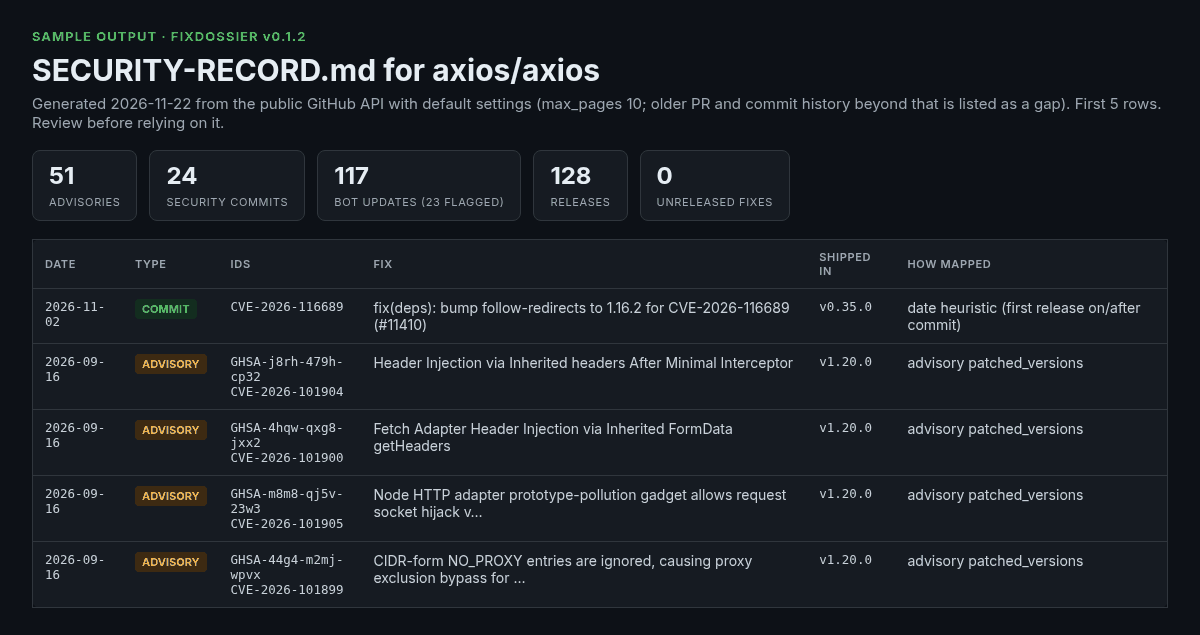 SAMPLE OUTPUT · FIXDOSSIER v0.1.2
SECURITY-RECORD.md for axios/axios
Generated 2026-11-22 from the public GitHub API with default settings (max_pages 10; older PR and commit history beyond that is listed as a gap). First 5 rows.
Review before relying on it.
51
ADVISORIES
24
SECURITY COMMITS
117
BOT UPDATES (23 FLAGGED)
128
RELEASES
0
UNRELEASED FIXES
DATE TYPE IDS FIX SHIPPED IN HOW MAPPED
2026-11-02 COMMIT CVE-2026-116689 fix(deps): bump follow-redirects to 1.16.2 for CVE-2026-116689 (#11410) v0.35.0 date heuristic (first release on/after commit)
2026-09-16 ADVISORY GHSA-j8rh-479h-cp32 CVE-2026-101904 Header Injection via Inherited headers After Minimal Interceptor v1.20.0 advisory patched_versions
2026-09-16 ADVISORY GHSA-4hqw-qxg8-jxx2 CVE-2026-101900 Fetch Adapter Header Injection via Inherited FormData getHeaders v1.20.0 advisory patched_versions
2026-09-16 ADVISORY GHSA-m8m8-qj5v-23w3 CVE-2026-101905 Node HTTP adapter prototype-pollution gadget allows request socket hijack v... v1.20.0 advisory patched_versions
2026-09-16 ADVISORY GHSA-44g4-m2mj-wpvx CVE-2026-101899 CIDR-form NO_PROXY entries are ignored, causing proxy exclusion bypass for ... v1.20.0 advisory patched_versions